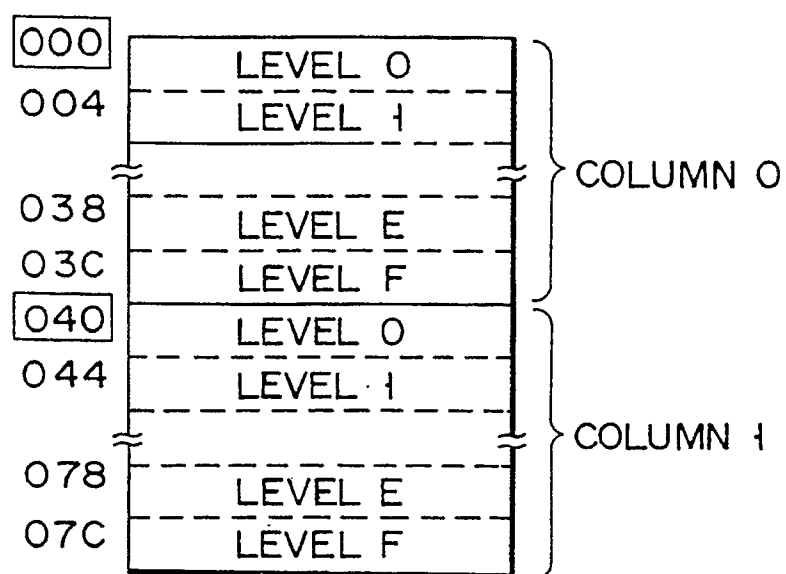 000
LEVEL 0
004
LEVEL 1
COLUMN 0
038
LEVEL E
03C
LEVEL F
040
LEVEL 0
044
LEVEL 1
COLUMN 1
078
LEVEL E
07C
LEVEL F